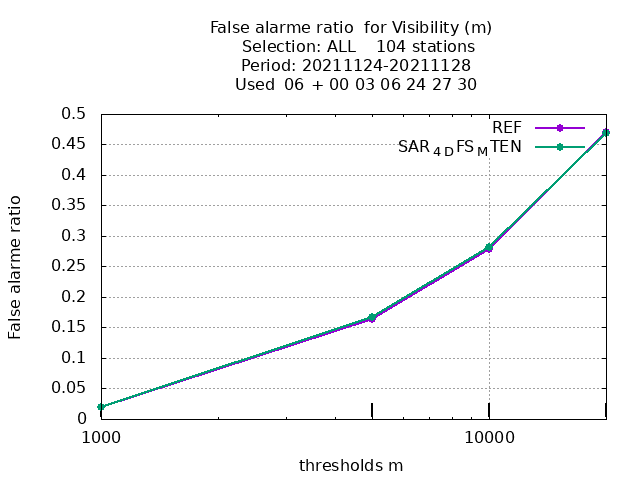 False alarme ratio  for Visibility (m)
Selection: ALL    104 stations
Period: 20211124-20211128
Used  06 + 00 03 06 24 27 30
REF
SAR4DFSMTEN
0.5
0.45
0.4
0.35
0.3
0.25
0.2
0.15
0.1
0.05
0
False alarme ratio
1000 10000
thresholds m